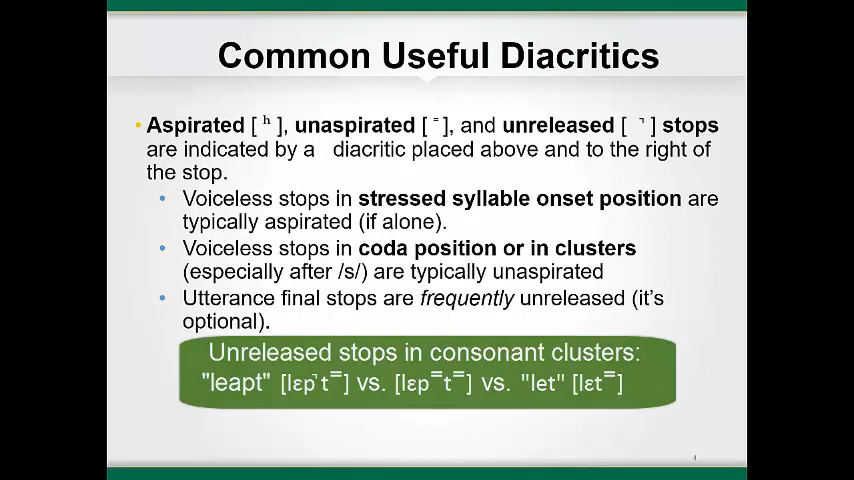 Common Useful Diacritics
• Aspirated [ ʰ ], unaspirated [ ⁼ ], and unreleased [ ̚ ] stops
are indicated by a diacritic placed above and to the right of
the stop.
• Voiceless stops in stressed syllable onset position are
typically aspirated (if alone).
• Voiceless stops in coda position or in clusters
(especially after /s/) are typically unaspirated
• Utterance final stops are frequently unreleased (it's
optional).
Unreleased stops in consonant clusters:
"leapt" [lɛp̚t⁼] vs. [lɛp⁼t⁼] vs. "let" [lɛt⁼]
4